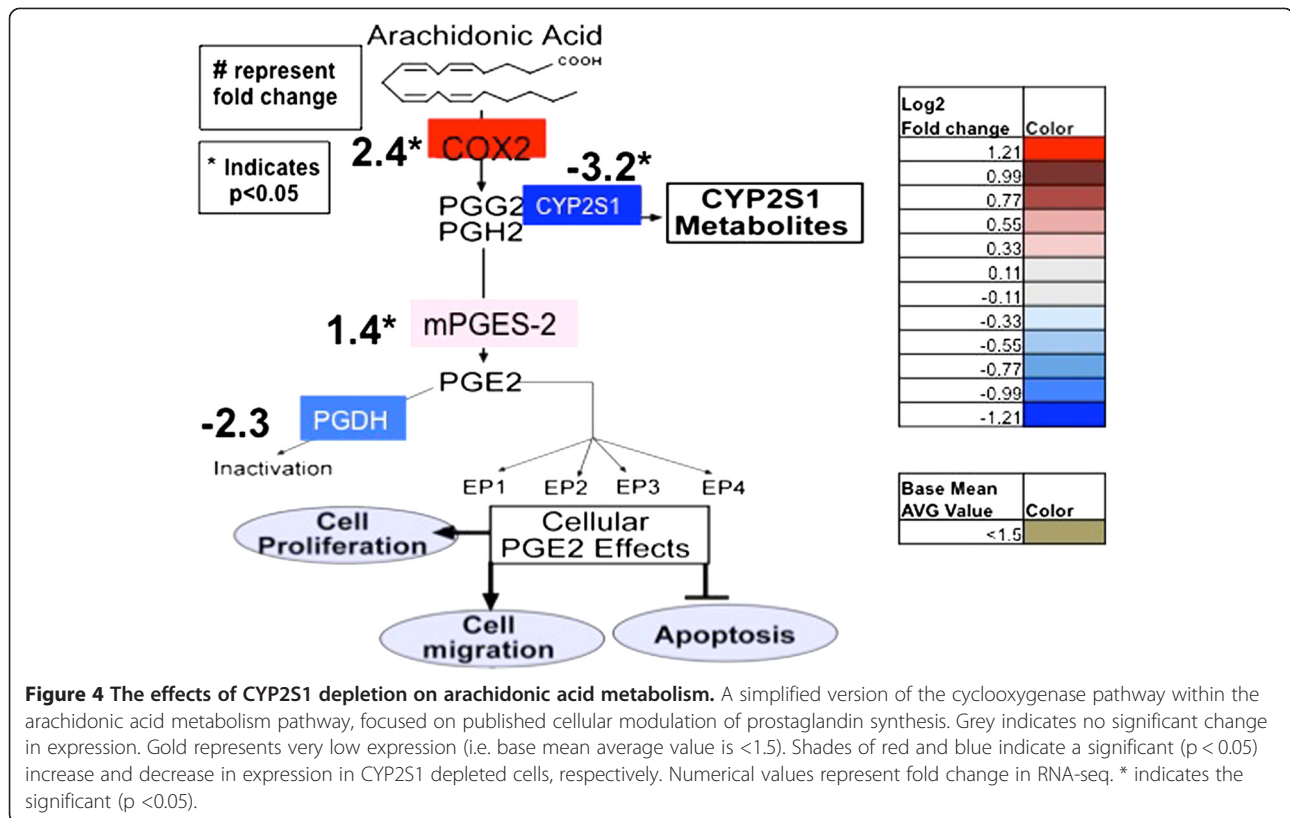 Arachidonic Acid
# represent
fold change
COOH
* Indicates
p<0.05
2.4*
COX2
-3.2*
PGG2
PGH2
CYP2S1
CYP2S1
Metabolites
1.4*
mPGES-2
PGE2
-2.3
PGDH
Inactivation
EP1 EP2 EP3 EP4
Cellular
PGE2 Effects
Cell
Proliferation
Cell
migration
Apoptosis
Log2
Fold change Color
1.21
0.99
0.77
0.55
0.33
0.11
-0.11
-0.33
-0.55
-0.77
-0.99
-1.21
Base Mean
AVG Value Color
<1.5
Figure 4 The effects of CYP2S1 depletion on arachidonic acid metabolism. A simplified version of the cyclooxygenase pathway within the
arachidonic acid metabolism pathway, focused on published cellular modulation of prostaglandin synthesis. Grey indicates no significant change
in expression. Gold represents very low expression (i.e. base mean average value is <1.5). Shades of red and blue indicate a significant (p < 0.05)
increase and decrease in expression in CYP2S1 depleted cells, respectively. Numerical values represent fold change in RNA-seq. * indicates the
significant (p <0.05).